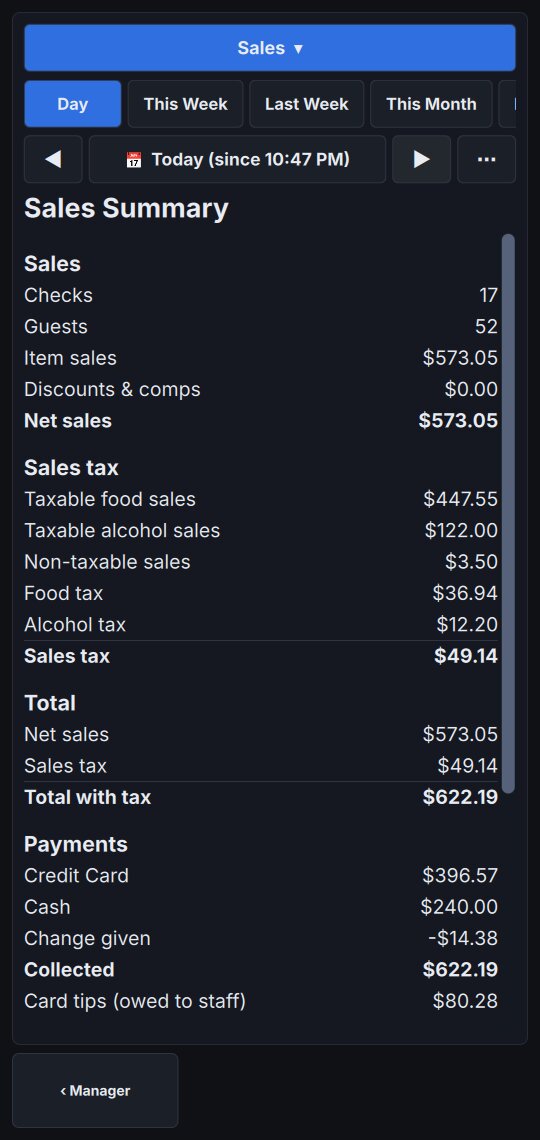 Sales ▼
Day This Week Last Week This Month
◀ 📅 Today (since 10:47 PM) ▶ ···
Sales Summary
Sales
Checks 17
Guests 52
Item sales $573.05
Discounts & comps $0.00
Net sales $573.05
Sales tax
Taxable food sales $447.55
Taxable alcohol sales $122.00
Non-taxable sales $3.50
Food tax $36.94
Alcohol tax $12.20
Sales tax $49.14
Total
Net sales $573.05
Sales tax $49.14
Total with tax $622.19
Payments
Credit Card $396.57
Cash $240.00
Change given -$14.38
Collected $622.19
Card tips (owed to staff) $80.28
‹ Manager